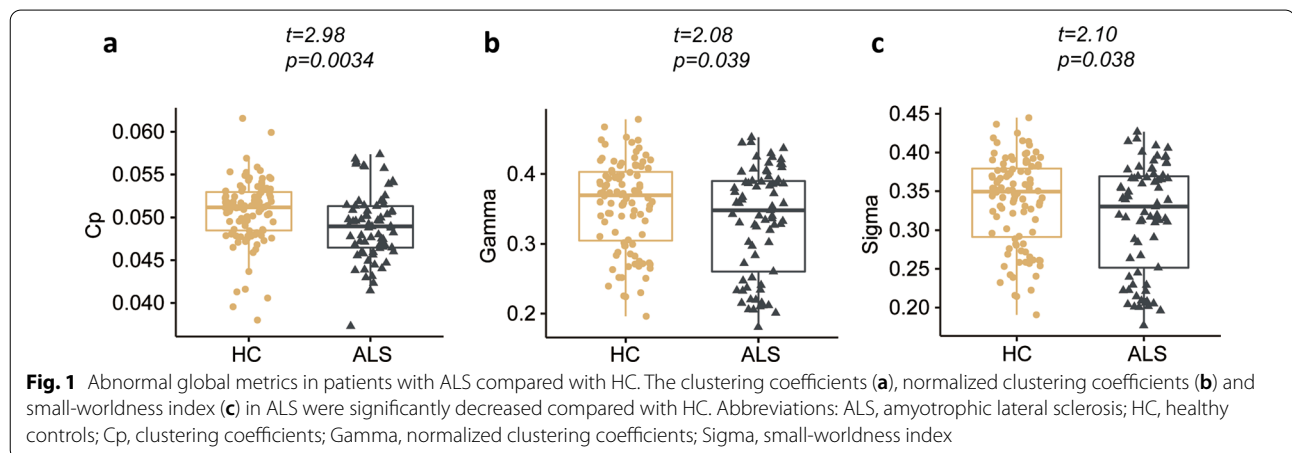 a
t=2.98
p=0.0034
Cp
0.060
0.055
0.050
0.045
0.040
HC
ALS
b
t=2.08
p=0.039
Gamma
0.4
0.3
0.2
HC
ALS
c
t=2.10
p=0.038
Sigma
0.45
0.40
0.35
0.30
0.25
0.20
HC
ALS
Fig. 1 Abnormal global metrics in patients with ALS compared with HC. The clustering coefficients (a), normalized clustering coefficients (b) and
small-worldness index (c) in ALS were significantly decreased compared with HC. Abbreviations: ALS, amyotrophic lateral sclerosis; HC, healthy
controls; Cp, clustering coefficients; Gamma, normalized clustering coefficients; Sigma, small-worldness index